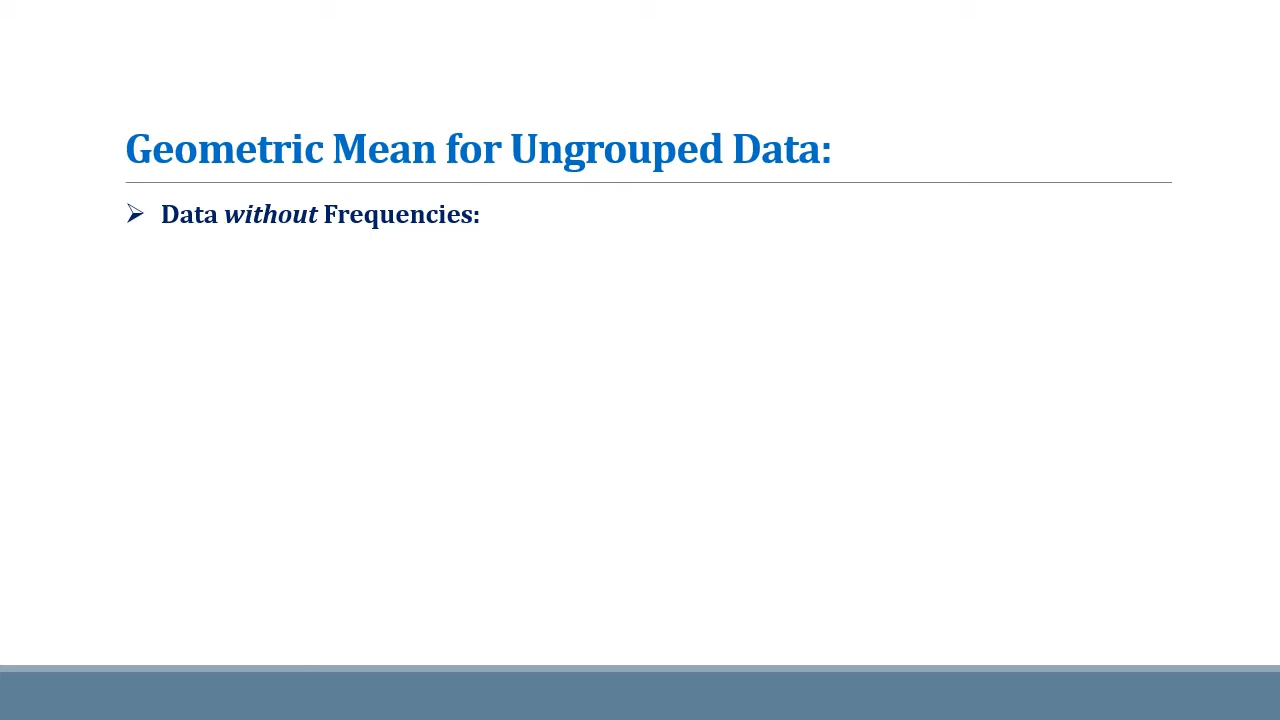 Geometric Mean for Ungrouped Data:
➢ Data without Frequencies: